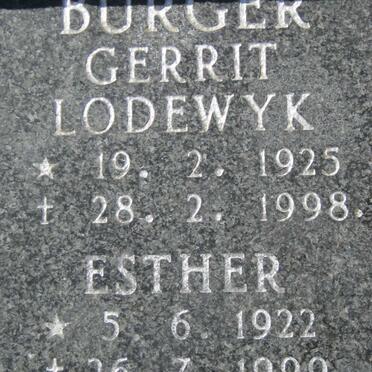 BURGER
GERRIT
LODEWYK
★ 19. 2. 1925
† 28. 2. 1998.
ESTHER
★ 5 6. 1922